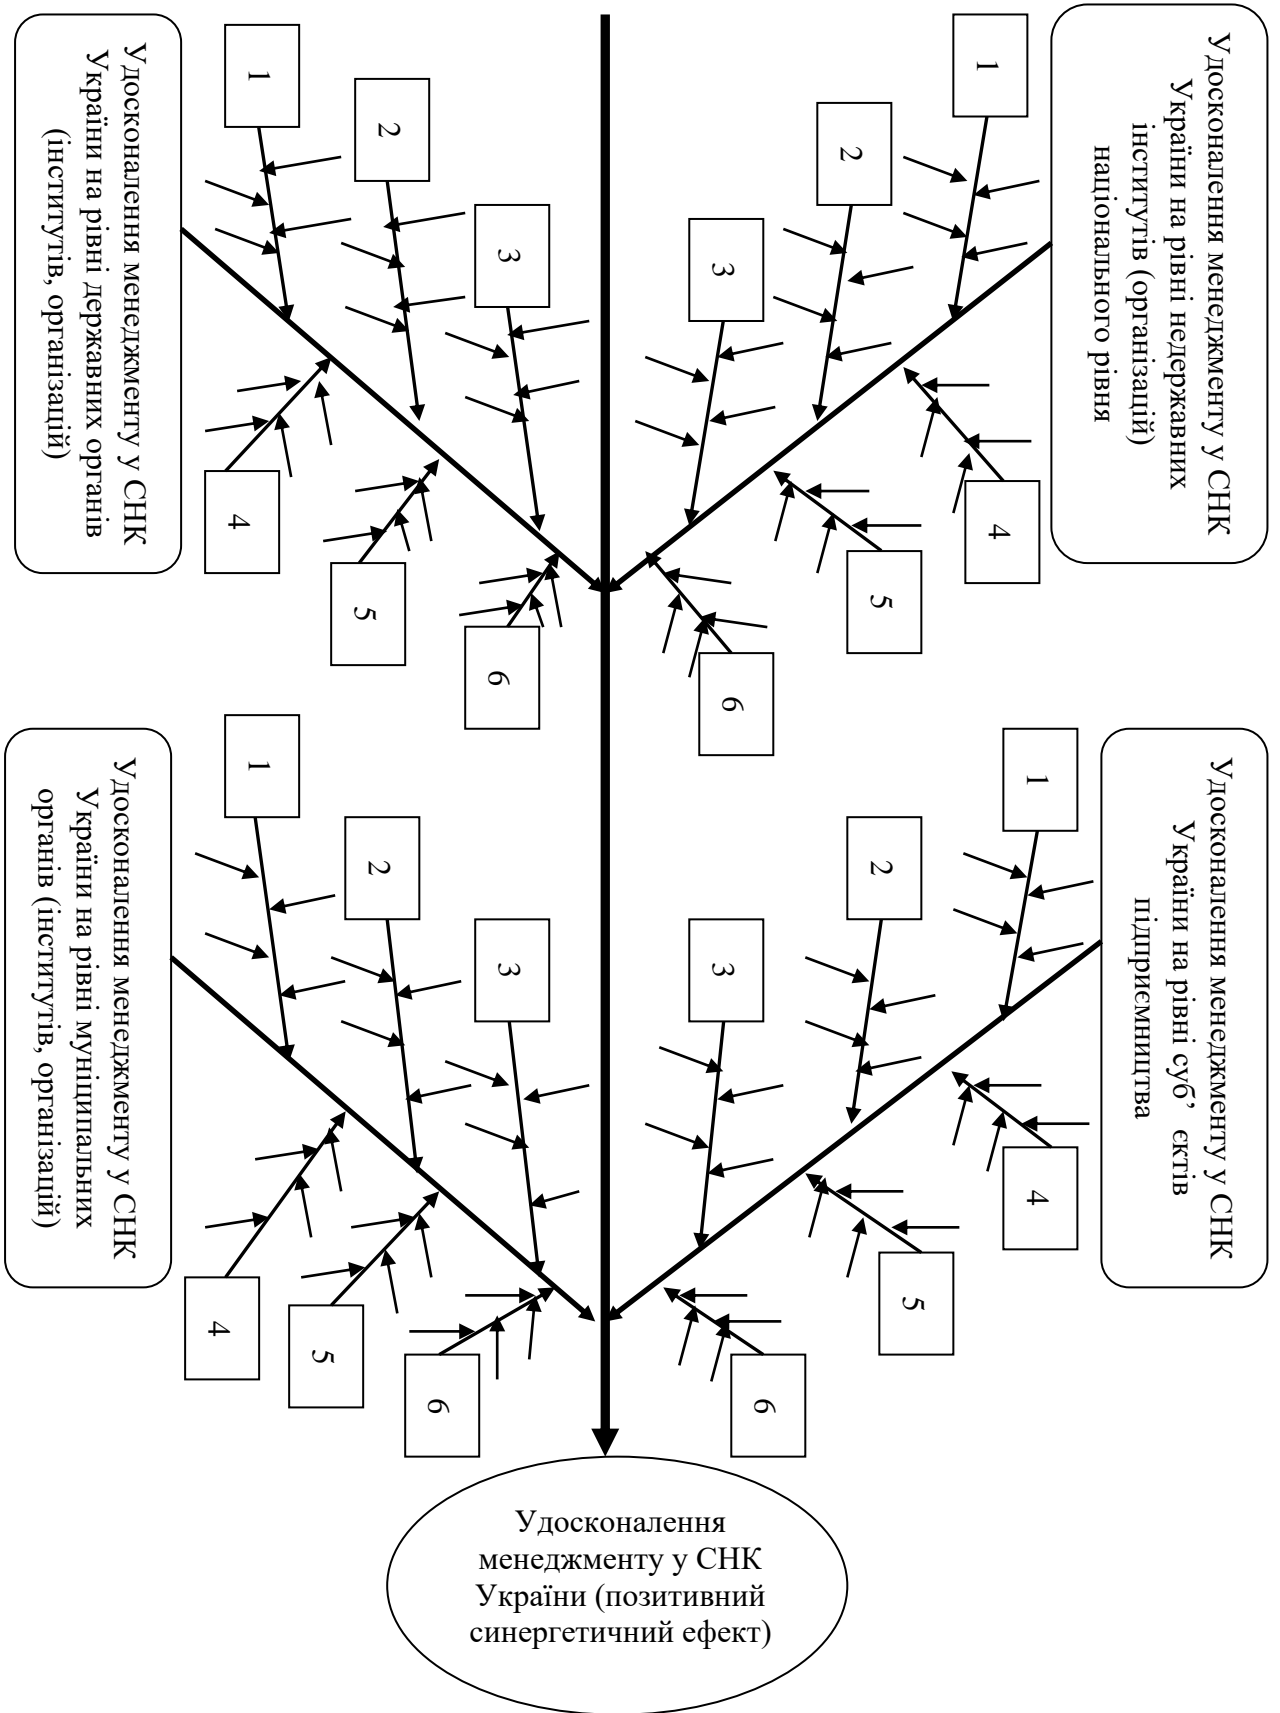 Удосконалення менеджменту у СНК
України на рівні державних органів
(інститутів, організацій)
1
2
3
4
5
6
Удосконалення менеджменту у СНК
України на рівні недержавних
інститутів (організацій)
національного рівня
1
2
3
4
5
6
Удосконалення менеджменту у СНК
України на рівні муніципальних
органів (інститутів, організацій)
1
2
3
4
5
6
Удосконалення менеджменту у СНК
України на рівні суб’ єктів
підприємництва
1
2
3
4
5
6
Удосконалення
менеджменту у СНК
України (позитивний
синергетичний ефект)